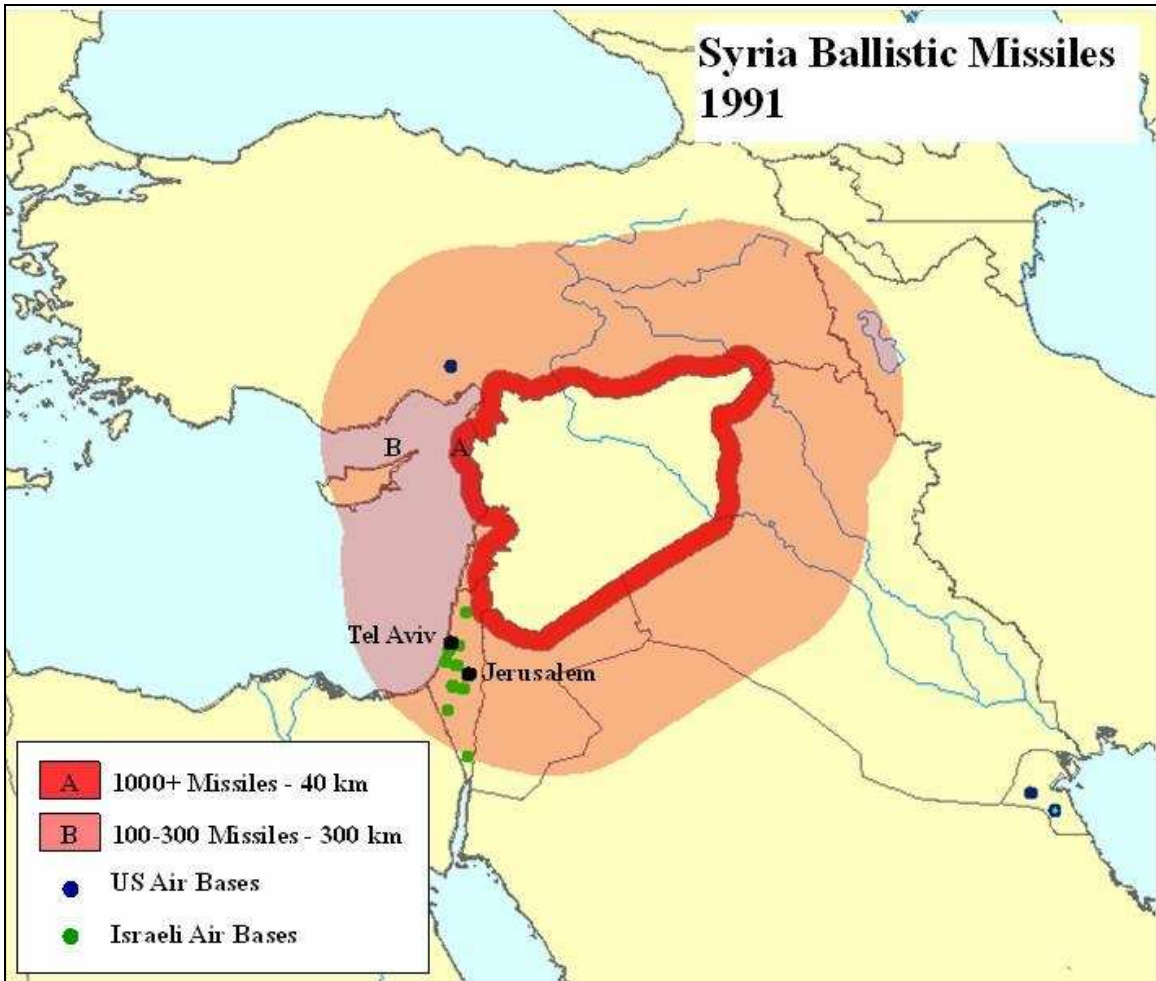 Syria Ballistic Missiles
1991
B
A
Tel Aviv
Jerusalem
A 1000+ Missiles - 40 km
B 100-300 Missiles - 300 km
US Air Bases
Israeli Air Bases